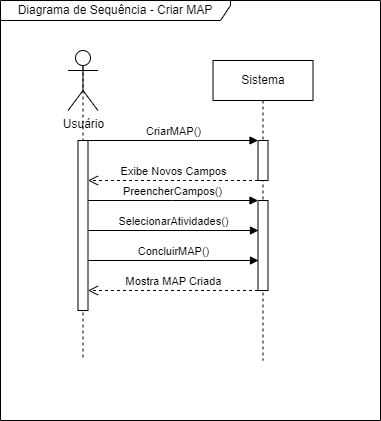 Diagrama de Sequência - Criar MAP
Sistema
Usuário
CriarMAP()
Exibe Novos Campos
PreencherCampos()
SelecionarAtividades()
ConcluirMAP()
Mostra MAP Criada